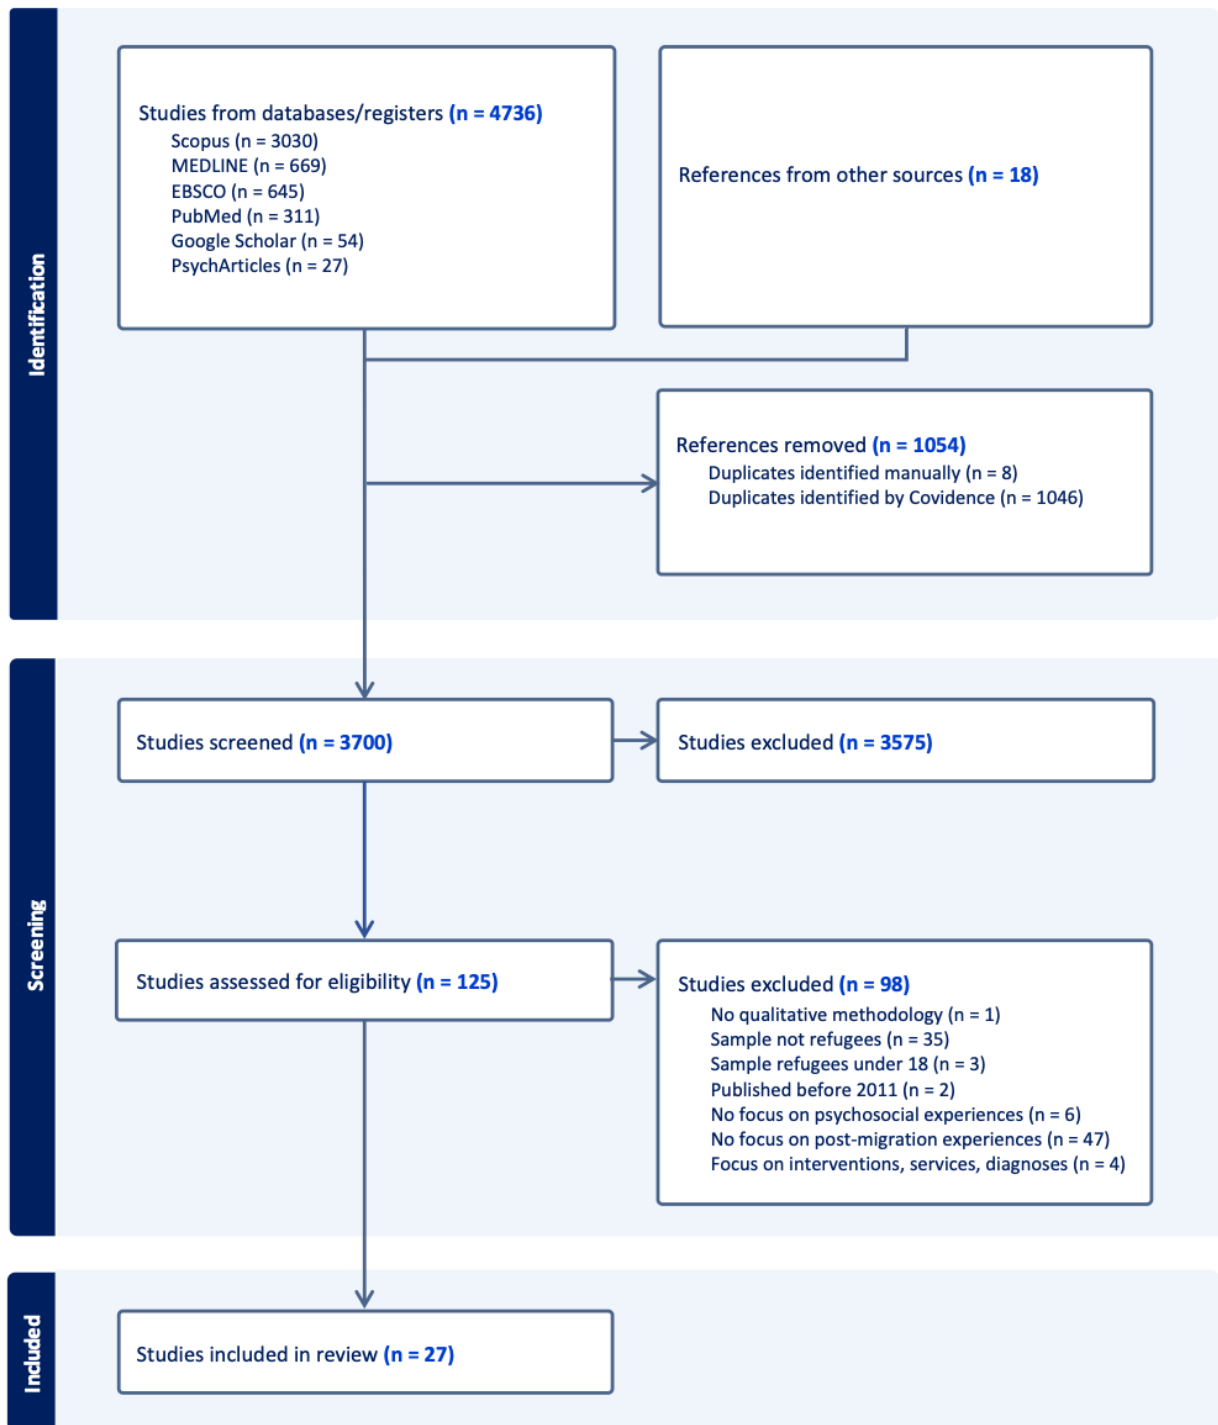 Identification
Studies from databases/registers (n = 4736)
Scopus (n = 3030)
MEDLINE (n = 669)
EBSCO (n = 645)
PubMed (n = 311)
Google Scholar (n = 54)
PsychArticles (n = 27)
References from other sources (n = 18)
References removed (n = 1054)
Duplicates identified manually (n = 8)
Duplicates identified by Covidence (n = 1046)
Screening
Studies screened (n = 3700)
Studies excluded (n = 3575)
Studies assessed for eligibility (n = 125)
Studies excluded (n = 98)
No qualitative methodology (n = 1)
Sample not refugees (n = 35)
Sample refugees under 18 (n = 3)
Published before 2011 (n = 2)
No focus on psychosocial experiences (n = 6)
No focus on post-migration experiences (n = 47)
Focus on interventions, services, diagnoses (n = 4)
Included
Studies included in review (n = 27)